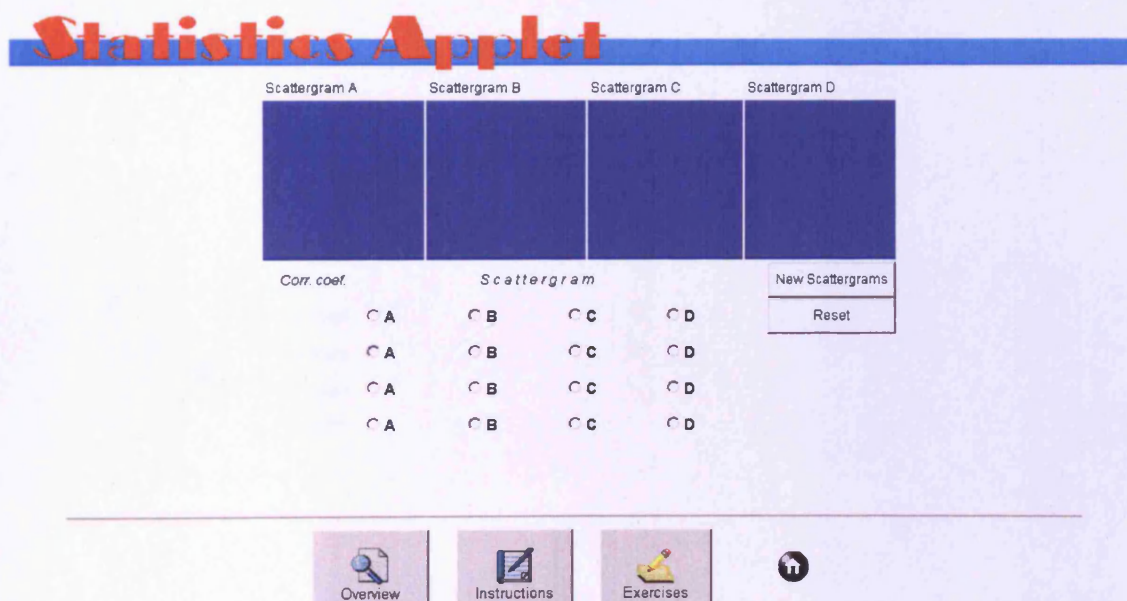 Statistics Applet
Scattergram A Scattergram B Scattergram C Scattergram D
Corr. coef. Scattergram New Scattergrams
A B C D Reset
A B C D
A B C D
A B C D
Overview Instructions Exercises